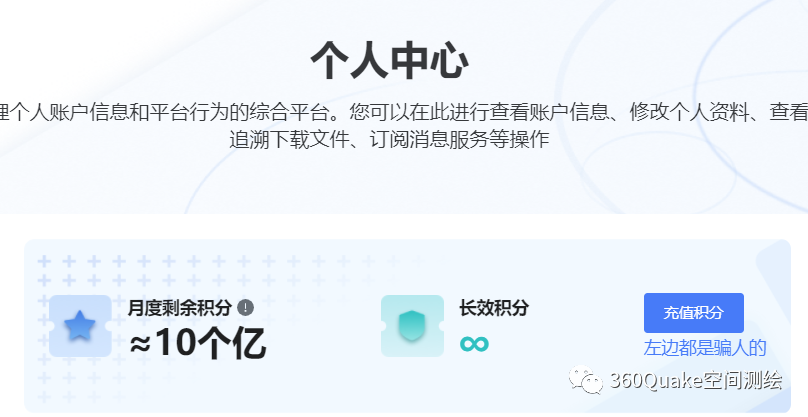 个人中心
理个人账户信息和平台行为的综合平台。您可以在此进行查看账户信息、修改个人资料、查看
追溯下载文件、订阅消息服务等操作
月度剩余积分
≈10个亿
长效积分
∞
充值积分
左边都是骗人的
360Quake空间测绘